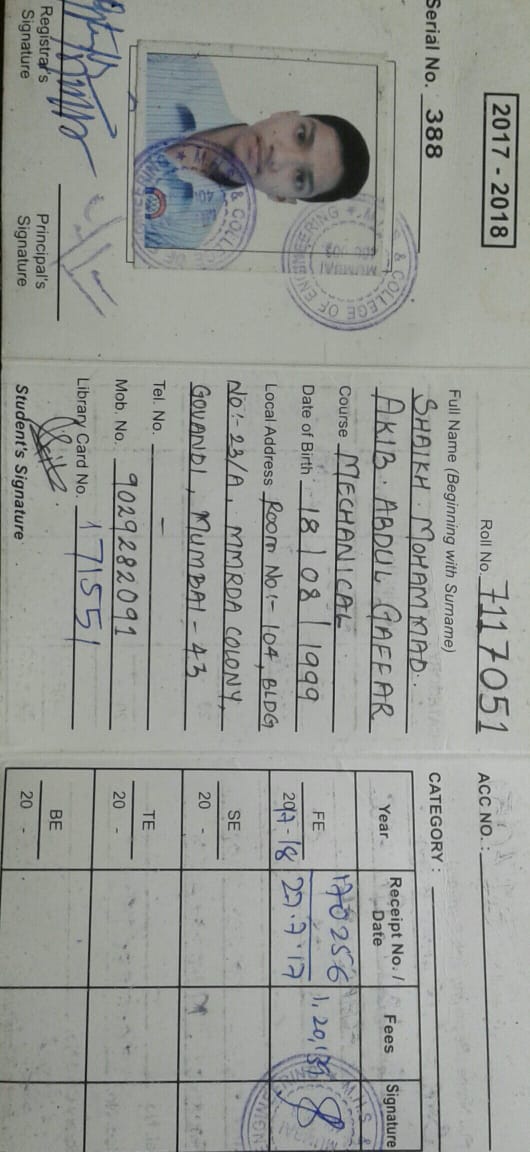 2017 - 2018
Serial No. 388
Registrar's
Signature
Principal's
Signature
Roll No. 7117051
Full Name (Beginning with Surname)
SHAIKH. MOHAMMAD.
AKIB. ABDUL GAFFAR
Course MECHANICAL
Date of Birth 18/08/1999
Local Address Room No:- 104, BLDG
No:- 23/A, MMRDA COLONY,
GOVANDI, MUMBAI - 43
Tel. No. -
Mob. No. 9029282091
Library Card No. 171551
Student's Signature
ACC NO. :
CATEGORY :
Year Receipt No. / Date Fees Signature
FE 170256
2017-18 27.7.17
SE
20 -
TE
20 -
BE
20 -